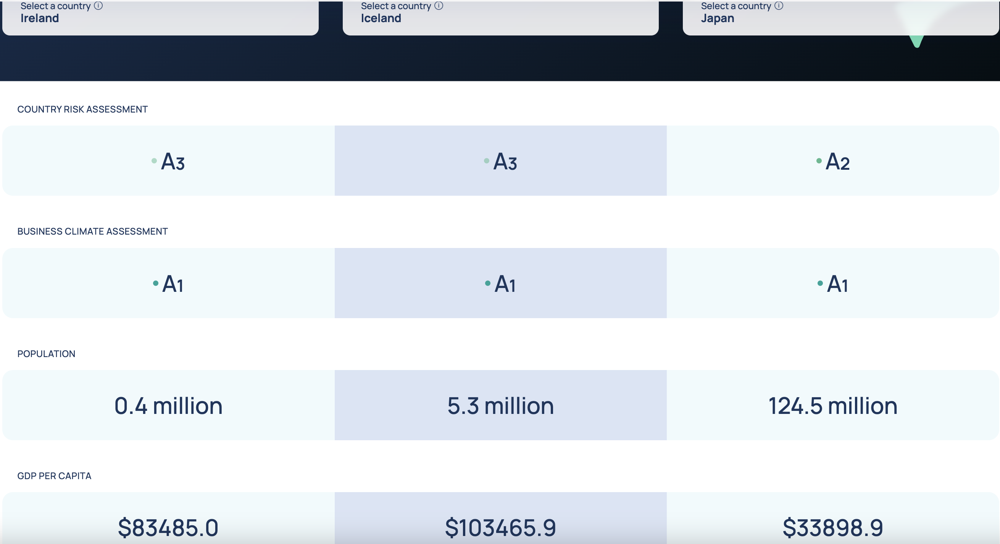 Select a country
Select a country
Select a country
Ireland
Iceland
Japan
COUNTRY RISK ASSESSMENT
A3
A3
A2
BUSINESS CLIMATE ASSESSMENT
A1
A1
A1
POPULATION
0.4 million
5.3 million
124.5 million
GDP PER CAPITA
$83485.0
$103465.9
$33898.9